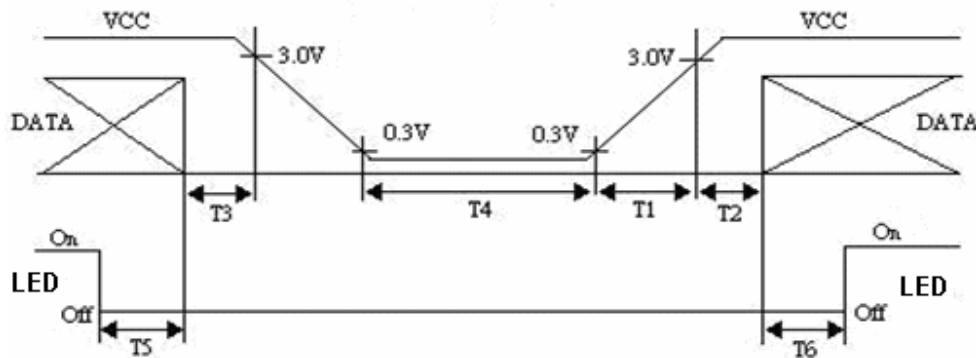 VCC VCC
3.0V 3.0V
DATA 0.3V 0.3V DATA
T3 T4 T1 T2
On On
LED LED
Off Off
T5 T6